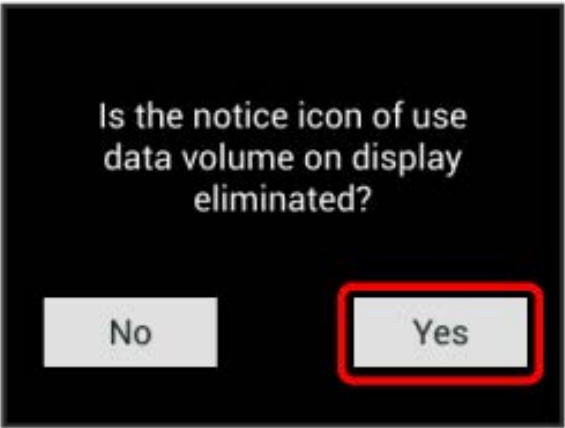 Is the notice icon of use
data volume on display
eliminated?
No
Yes